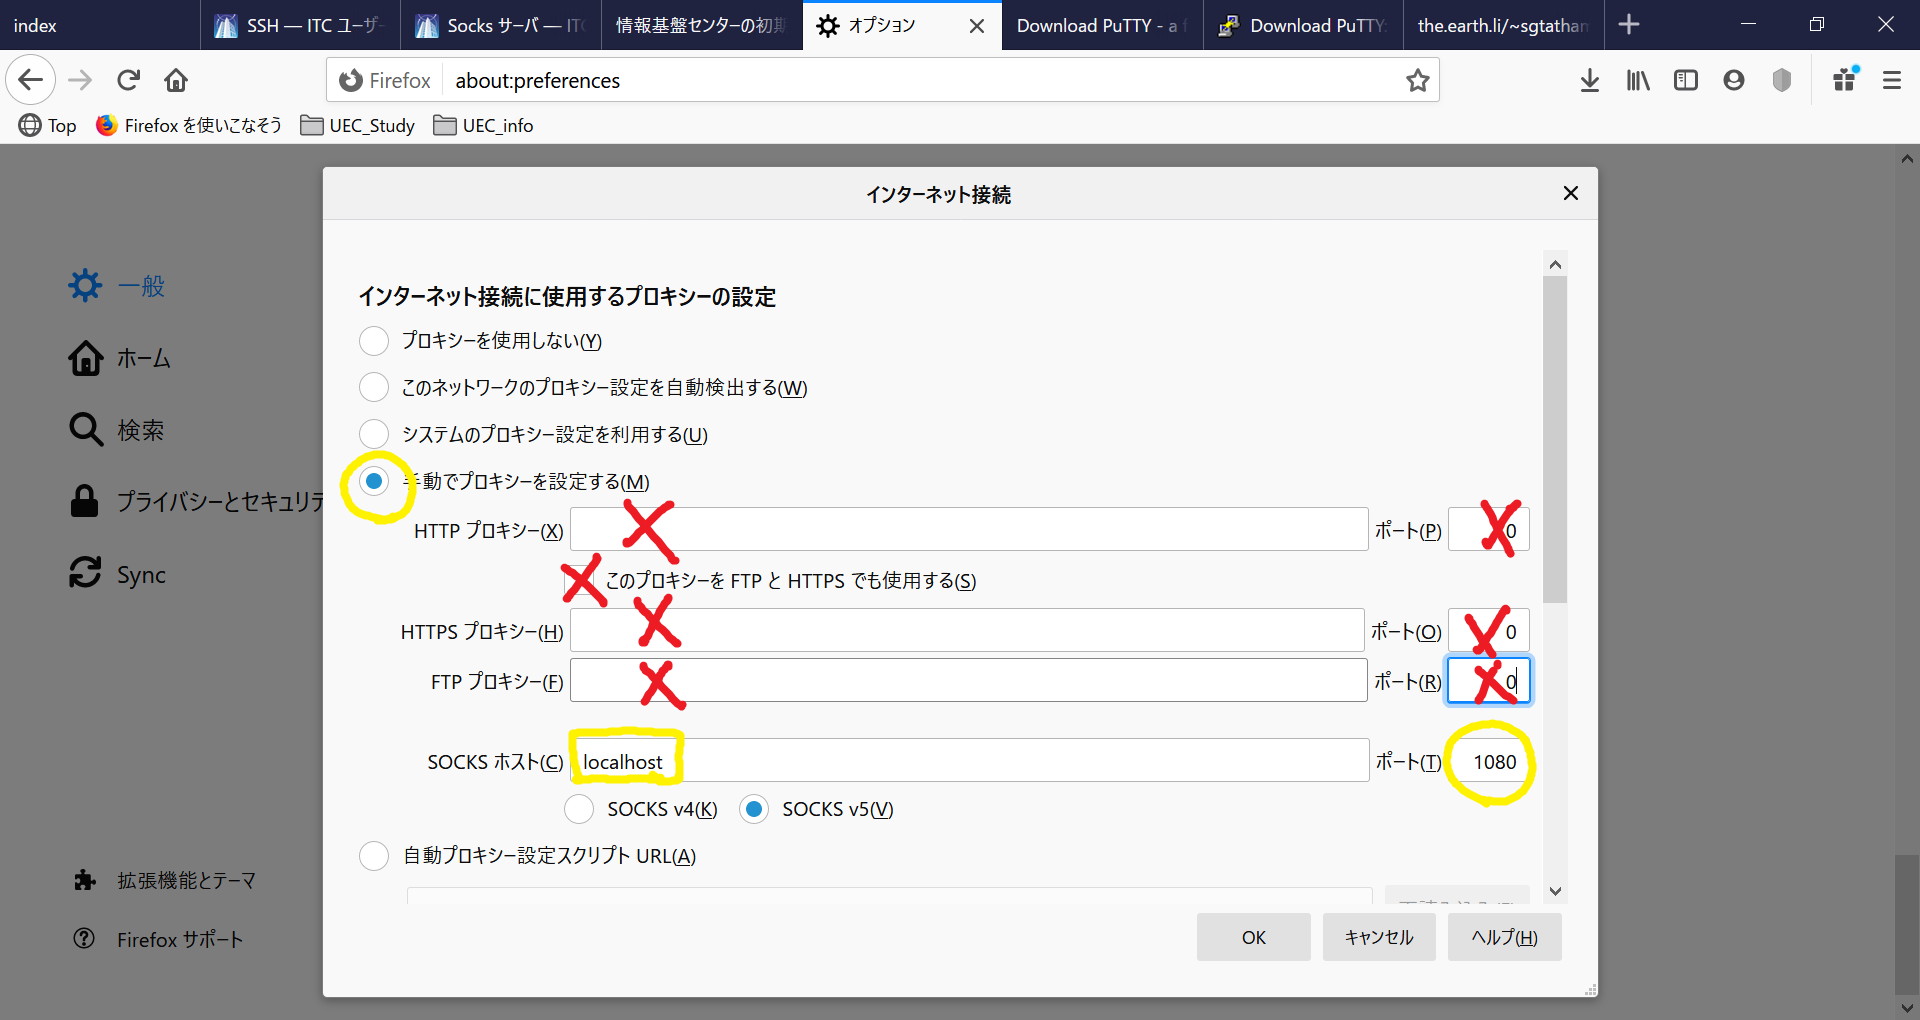 index
SSH — ITC ユーザー
Socks サーバ — ITC
情報基盤センターの初期
オプション
Download PuTTY - a f
Download PuTTY:
the.earth.li/~sgtatham
Firefox
about:preferences
Top
Firefox を使いこなそう
UEC_Study
UEC_info
インターネット接続
一般
ホーム
検索
プライバシーとセキュリテ
Sync
拡張機能とテーマ
Firefox サポート
インターネット接続に使用するプロキシーの設定
プロキシーを使用しない(Y)
このネットワークのプロキシー設定を自動検出する(W)
システムのプロキシー設定を利用する(U)
手動でプロキシーを設定する(M)
HTTP プロキシー(X) ポート(P) 0
このプロキシーを FTP と HTTPS でも使用する(S)
HTTPS プロキシー(H) ポート(O) 0
FTP プロキシー(F) ポート(R) 0
SOCKS ホスト(C) localhost ポート(T) 1080
SOCKS v4(K) SOCKS v5(V)
自動プロキシー設定スクリプト URL(A)
OK キャンセル ヘルプ(H)